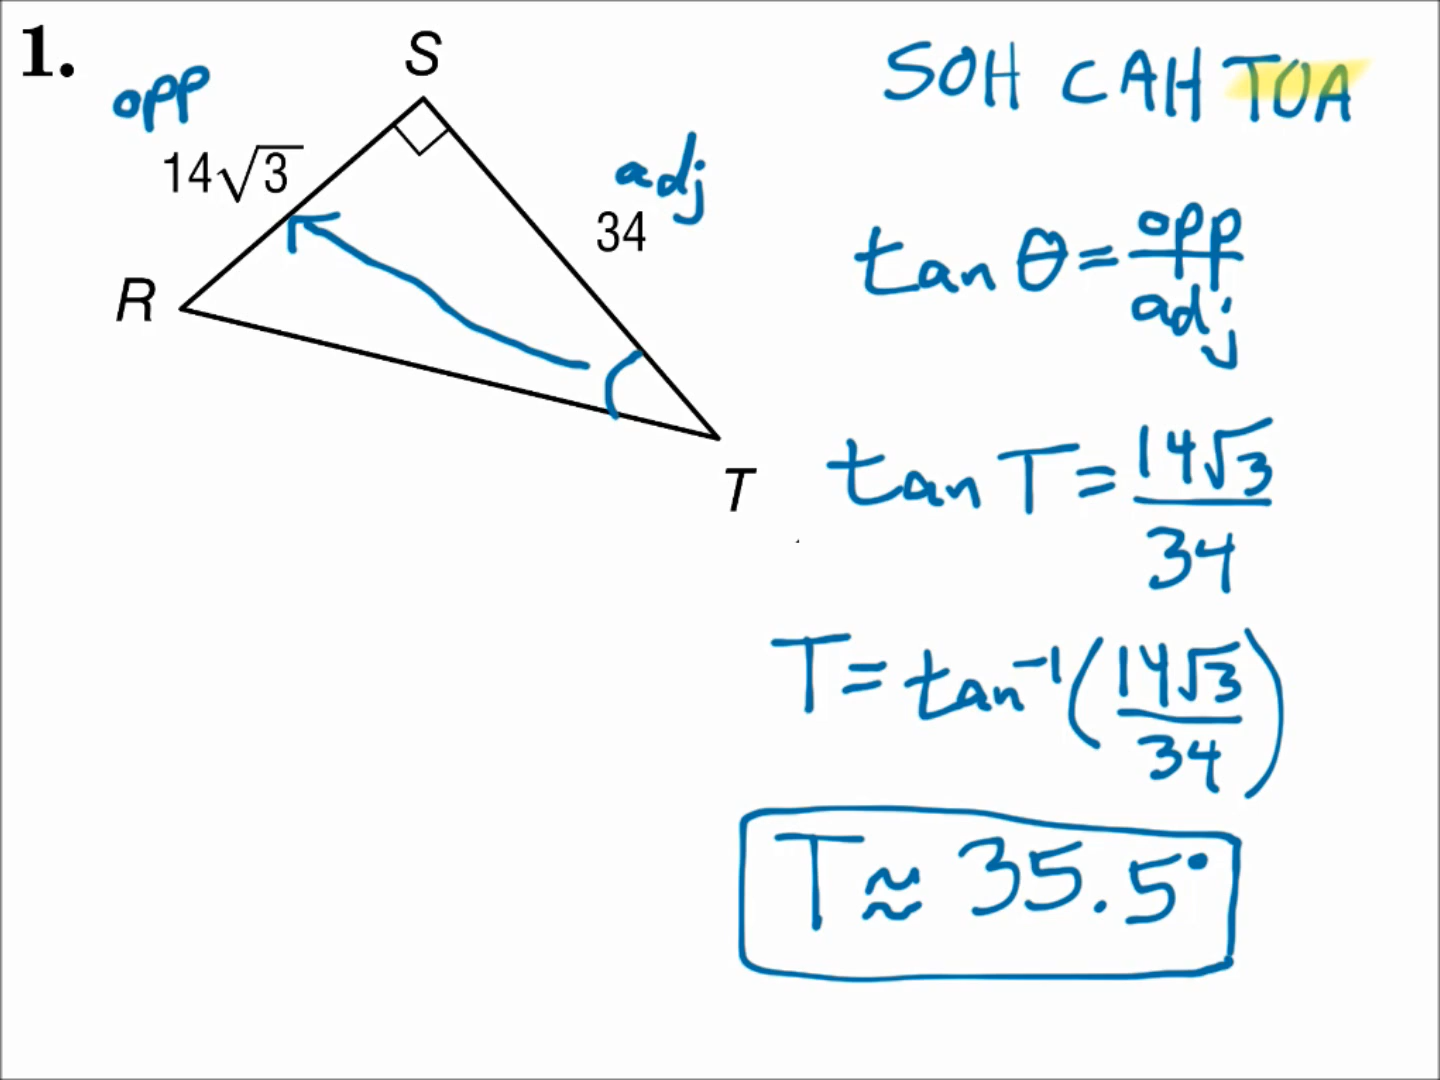 1.
S
opp
14√3
adj
34
R
T
SOH CAH TOA
tan θ = opp/adj
tan T = 14√3/34
T = tan⁻¹(14√3/34)
T ≈ 35.5°